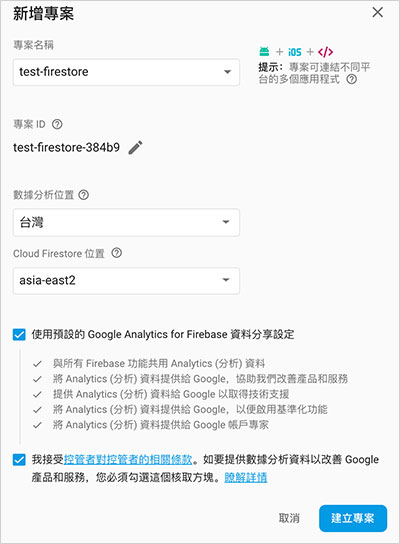 新增專案
專案名稱
test-firestore
+ iOS + </>
提示：專案可連結不同平
台的多個應用程式
專案 ID
test-firestore-384b9
數據分析位置
台灣
Cloud Firestore 位置
asia-east2
使用預設的 Google Analytics for Firebase 資料分享設定
與所有 Firebase 功能共用 Analytics (分析) 資料
將 Analytics (分析) 資料提供給 Google，協助我們改善產品和服務
提供 Analytics (分析) 資料給 Google 以取得技術支援
將 Analytics (分析) 資料提供給 Google，以便啟用基準化功能
將 Analytics (分析) 資料提供給 Google 帳戶專家
我接受控管者對控管者的相關條款。如要提供數據分析資料以改善 Google
產品和服務，您必須勾選這個核取方塊。瞭解詳情
取消
建立專案